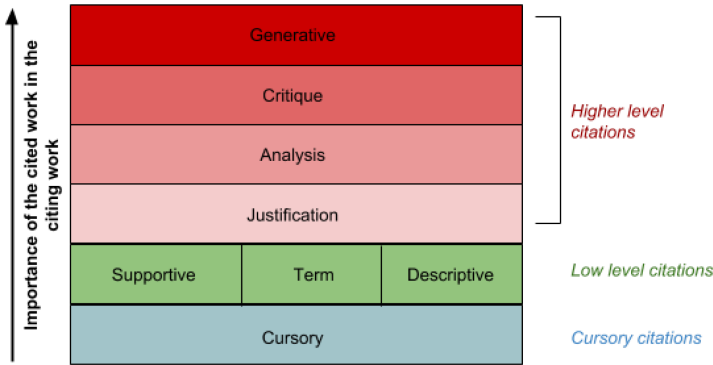 Importance of the cited work in the
citing work
Generative
Critique
Analysis
Justification
Supportive
Term
Descriptive
Cursory
Higher level
citations
Low level citations
Cursory citations